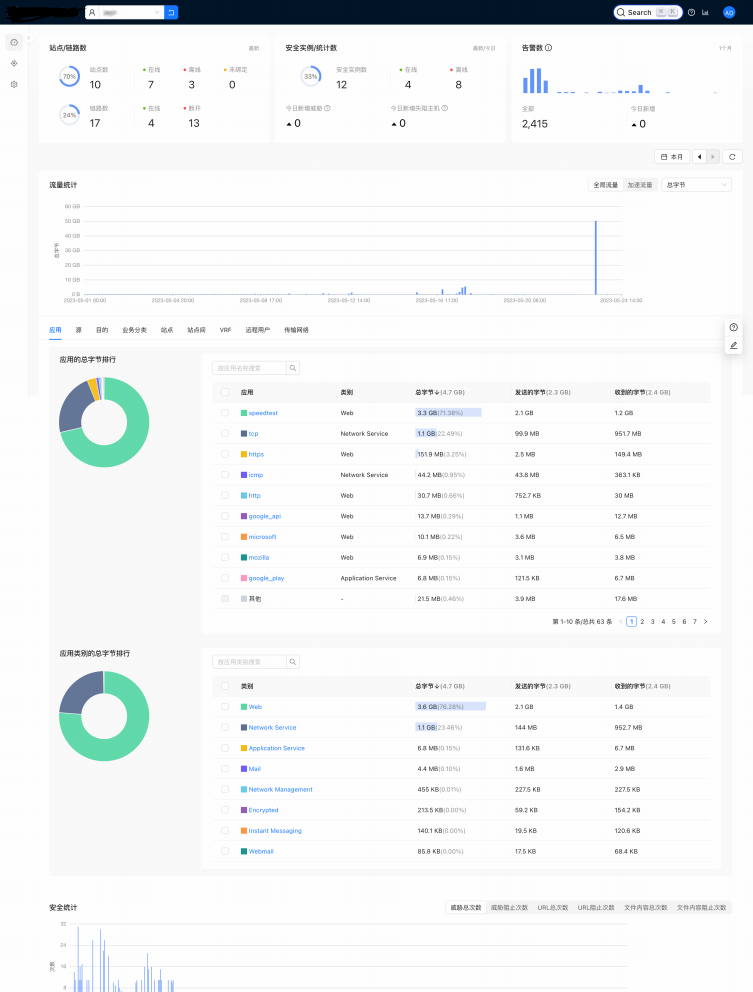 Search
AD
站点/链路数 最新
70% 站点数 在线 离线 未绑定
10 7 3 0
24% 链路数 在线 断开
17 4 13
安全实例/统计数 最新/今日
33% 安全实例数 在线 离线
12 4 8
今日新增威胁 今日新增失陷主机
0 0
告警数 1个月
全部 今日新增
2,415 0
本月
流量统计 全局流量 加速流量 总字节
60 GB
50 GB
40 GB
30 GB
20 GB
10 GB
0 B
总字节
2023-05-01 00:00 2023-05-04 20:00 2023-05-08 17:00 2023-05-12 14:00 2023-05-16 11:00 2023-05-20 08:00 2023-05-24 14:00
应用 源 目的 业务分类 站点 站点间 VRF 远程用户 传输网络
应用的总字节排行
按应用名称搜索
应用 类别 总字节(4.7 GB) 发送的字节(2.3 GB) 收到的字节(2.4 GB)
speedtest Web 3.3 GB(71.38%) 2.1 GB 1.2 GB
tcp Network Service 1.1 GB(22.49%) 99.9 MB 951.7 MB
https Web 151.9 MB(3.25%) 2.5 MB 149.4 MB
icmp Network Service 44.2 MB(0.95%) 43.8 MB 363.1 KB
http Web 30.7 MB(0.66%) 752.7 KB 30 MB
google_api Web 13.7 MB(0.29%) 1.1 MB 12.7 MB
microsoft Web 10.1 MB(0.22%) 3.6 MB 6.5 MB
mozilla Web 6.9 MB(0.15%) 3.1 MB 3.8 MB
google_play Application Service 6.8 MB(0.15%) 121.5 KB 6.7 MB
其他 - 21.5 MB(0.46%) 3.9 MB 17.6 MB
第 1-10 条/总共 63 条 1 2 3 4 5 6 7
应用类别的总字节排行
按应用类别搜索
类别 总字节(4.7 GB) 发送的字节(2.3 GB) 收到的字节(2.4 GB)
Web 3.6 GB(76.28%) 2.1 GB 1.4 GB
Network Service 1.1 GB(23.46%) 144 MB 952.7 MB
Application Service 6.8 MB(0.15%) 131.6 KB 6.7 MB
Mail 4.4 MB(0.10%) 1.6 MB 2.9 MB
Network Management 455 KB(0.01%) 227.5 KB 227.5 KB
Encrypted 213.5 KB(0.00%) 59.2 KB 154.2 KB
Instant Messaging 140.1 KB(0.00%) 19.5 KB 120.6 KB
Webmail 85.8 KB(0.00%) 17.5 KB 68.4 KB
安全统计 威胁总次数 威胁阻止次数 URL总次数 URL阻止次数 文件内容总次数 文件内容阻止次数
32
24
16
8
次数